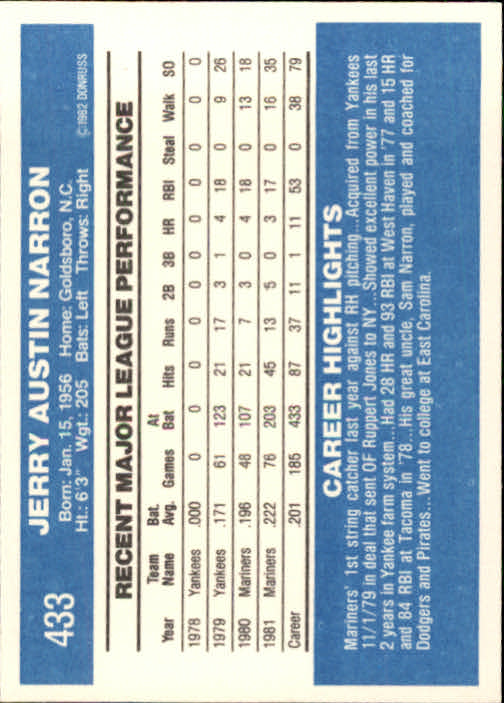 433
JERRY AUSTIN NARRON
Born: Jan. 15, 1956 Home: Goldsboro, N.C.
Ht.: 6'3" Wgt.: 205 Bats: Left Throws: Right
©1982 DONRUSS
RECENT MAJOR LEAGUE PERFORMANCE
Team Bat. At
Year Name Avg. Games Bat Hits Runs 2B 3B HR RBI Steal Walk SO
1978 Yankees .000 0 0 0 0 0 0 0 0 0 0 0
1979 Yankees .171 61 123 21 17 3 1 4 18 0 9 26
1980 Mariners .196 48 107 21 7 3 0 4 18 0 13 18
1981 Mariners .222 76 203 45 13 5 0 3 17 0 16 35
Career .201 185 433 87 37 11 1 11 53 0 38 79
CAREER HIGHLIGHTS
Mariners' 1st string catcher last year against RH pitching...Acquired from Yankees
11/1/79 in deal that sent OF Ruppert Jones to NY...Showed excellent power in his last
2 years in Yankee farm system...Had 28 HR and 93 RBI at West Haven in '77 and 15 HR
and 84 RBI at Tacoma in '78...His great uncle, Sam Narron, played and coached for
Dodgers and Pirates...Went to college at East Carolina.